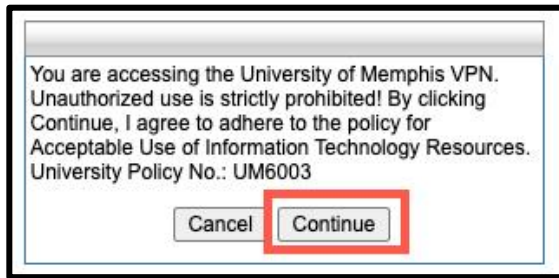 You are accessing the University of Memphis VPN.
Unauthorized use is strictly prohibited! By clicking
Continue, I agree to adhere to the policy for
Acceptable Use of Information Technology Resources.
University Policy No.: UM6003
Cancel Continue